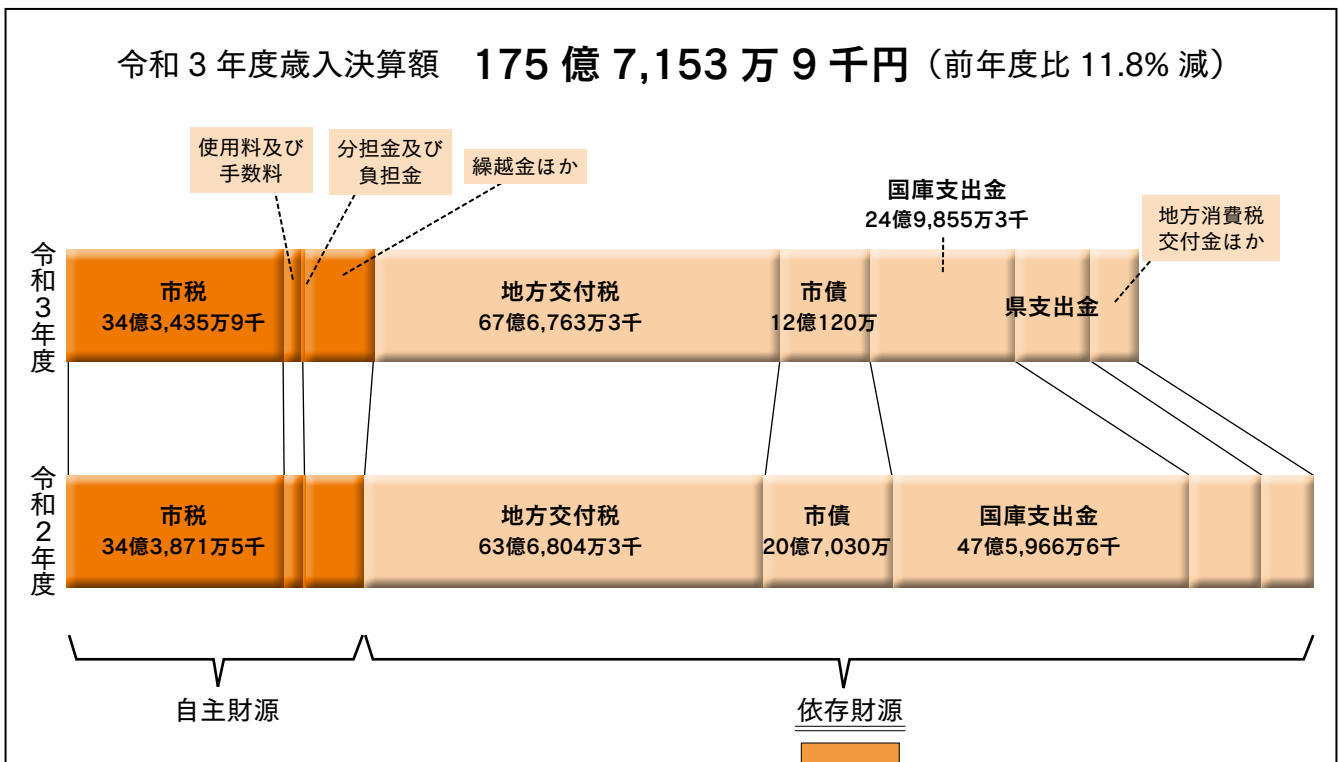 令和 3 年度歳入決算額 175 億 7,153 万 9 千円（前年度比 11.8% 減）
使用料及び
手数料
分担金及び
負担金
繰越金ほか
国庫支出金
24億9,855万3千
地方消費税
交付金ほか
令和3年度
市税
34億3,435万9千
地方交付税
67億6,763万3千
市債
12億120万
県支出金
令和2年度
市税
34億3,871万5千
地方交付税
63億6,804万3千
市債
20億7,030万
国庫支出金
47億5,966万6千
自主財源
依存財源